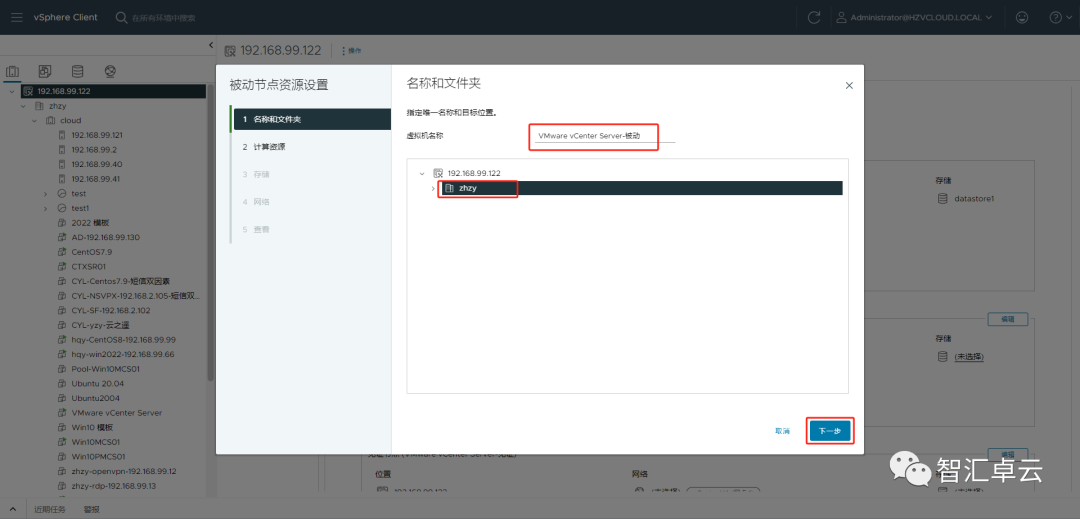 vSphere Client
在所有环境中搜索
Administrator@HZVCLOUD.LOCAL
192.168.99.122
操作
192.168.99.122
zhzy
cloud
192.168.99.121
192.168.99.2
192.168.99.40
192.168.99.41
test
test1
2022 模板
AD-192.168.99.130
CentOS7.9
CTXSR01
CYL-Centos7.9-短信双因素
CYL-NSVPX-192.168.2.105-短信双...
CYL-SF-192.168.2.102
CYL-yzy-云之遥
hqy-CentOS8-192.168.99.99
hqy-win2022-192.168.99.66
Pool-Win10MCS01
Ubuntu 20.04
Ubuntu2004
VMware vCenter Server
Win10 模板
Win10MCS01
Win10PMCS01
zhzy-openvpn-192.168.99.12
zhzy-rdp-192.168.99.13
被动节点资源设置
1 名称和文件夹
2 计算资源
3 存储
4 网络
5 查看
名称和文件夹
指定唯一名称和目标位置。
虚拟机名称
VMware vCenter Server-被动
192.168.99.122
zhzy
取消
下一步
存储
datastore1
编辑
存储
(未选择)
编辑
位置
网络
192.168.99.122
(未选择)
智汇卓云
近期任务
警报